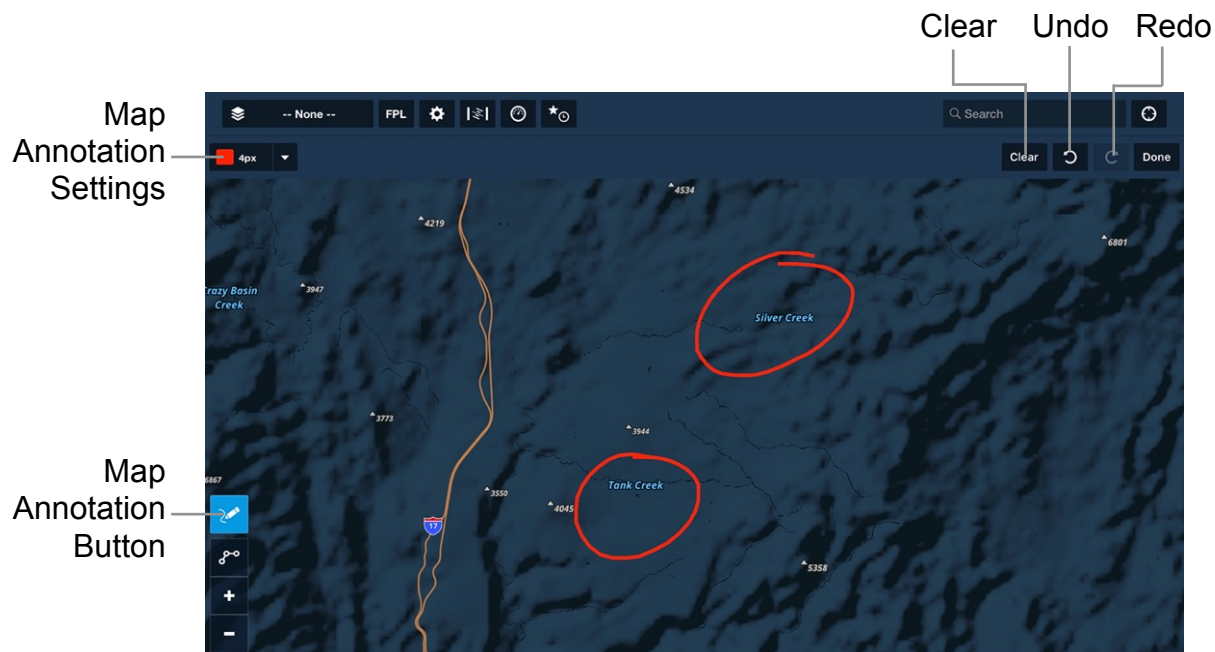 Clear Undo Redo
Map
Annotation
Settings
-- None --
FPL
Search
4px
Clear
Done
4534
4219
6801
Crazy Basin
Creek
3947
Silver Creek
3773
3944
6867
Tank Creek
3550
4045
17
5358
Map
Annotation
Button